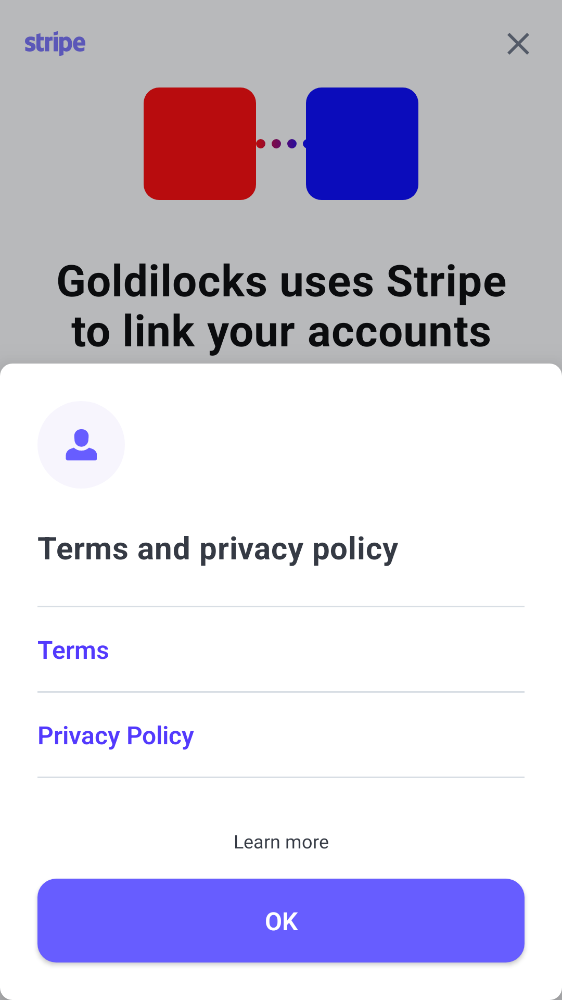 stripe
Goldilocks uses Stripe
to link your accounts
Terms and privacy policy
Terms
Privacy Policy
Learn more
OK